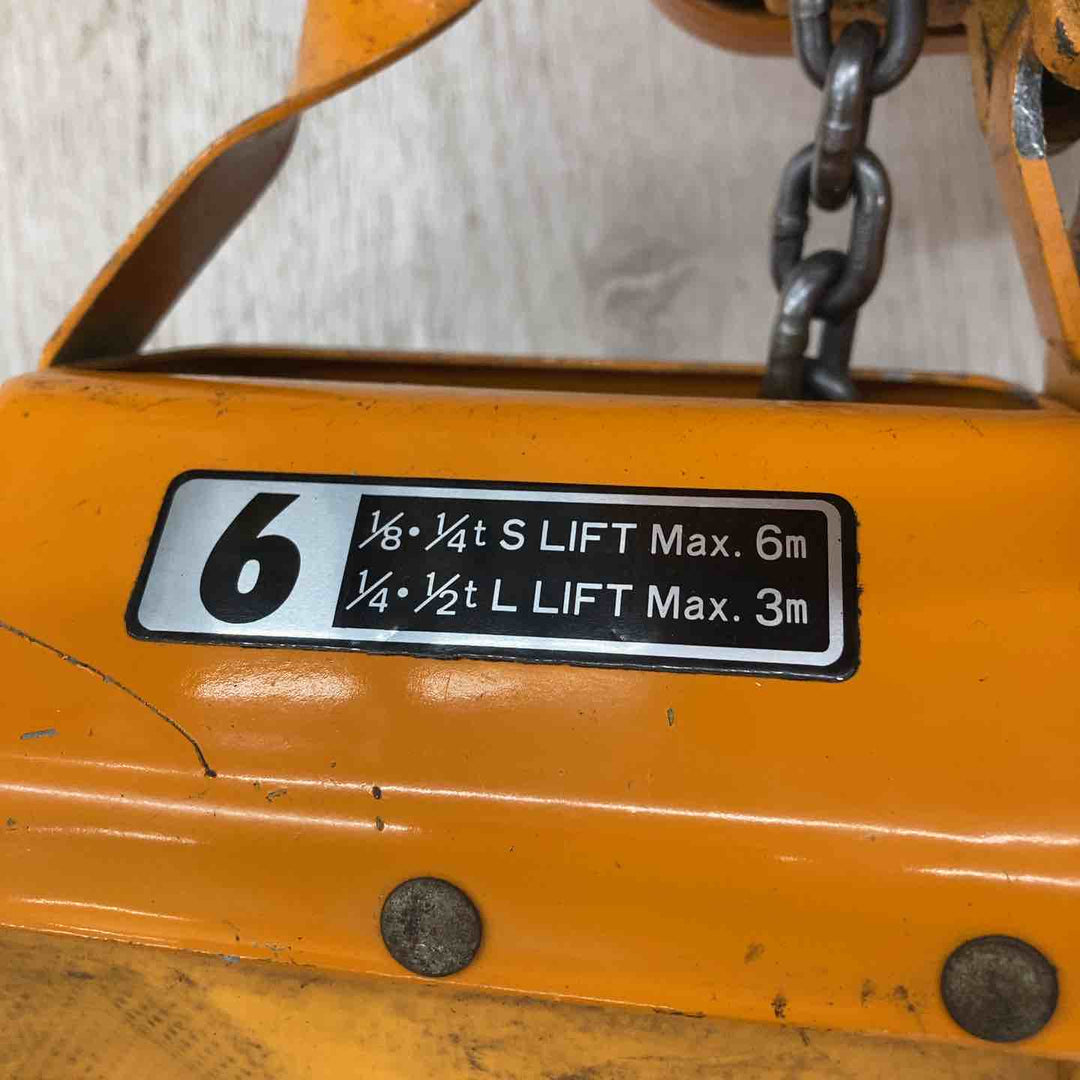 6
⅛・¼t S LIFT Max. 6m
¼・½t L LIFT Max. 3m